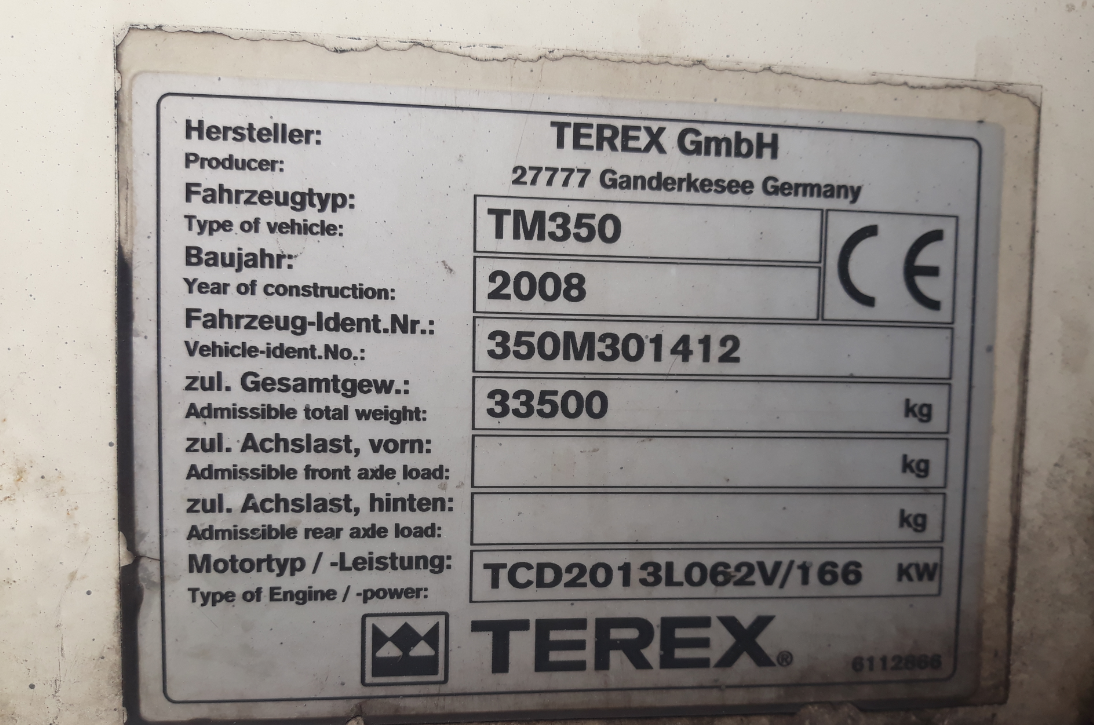 Hersteller: TEREX GmbH
Producer: 27777 Ganderkesee Germany
Fahrzeugtyp:
Type of vehicle: TM350 CE
Baujahr:
Year of construction: 2008
Fahrzeug-Ident.Nr.:
Vehicle-ident.No.: 350M301412
zul. Gesamtgew.:
Admissible total weight: 33500 kg
zul. Achslast, vorn:
Admissible front axle load: kg
zul. Achslast, hinten:
Admissible rear axle load: kg
Motortyp / -Leistung:
Type of Engine / -power: TCD2013L062V/166 KW
TEREX®